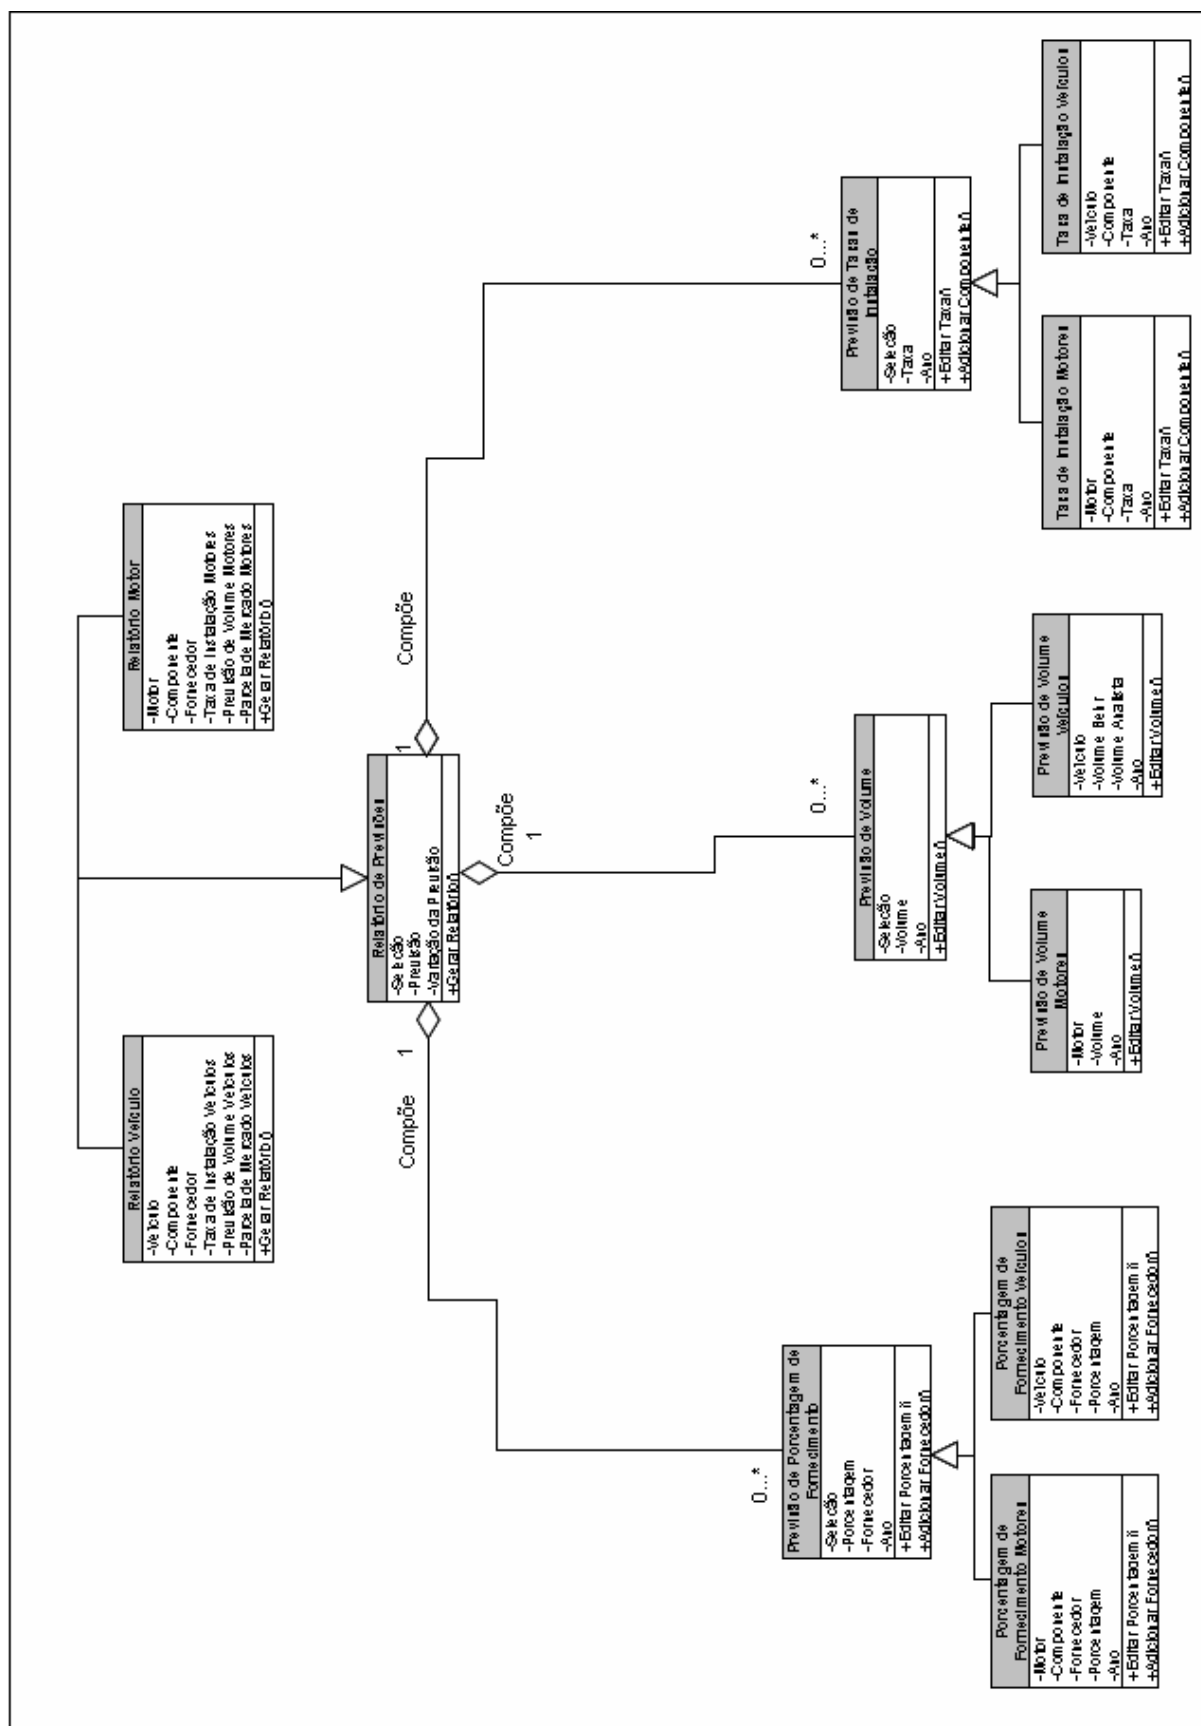 Relatório Veículo
-Veículo
-Componente
-Fornecedor
-Taxa de Instalação Veículos
-Previsão de Volume Veículos
-Parcela de Mercado Veículos
+Gerar Relatório()
Relatório Motor
-Motor
-Componente
-Fornecedor
-Taxa de Instalação Motores
-Previsão de Volume Motores
-Parcela de Mercado Motores
+Gerar Relatório()
Relatório de Previsões
-Seleção
-Previsão
-Variação da Previsão
+Gerar Relatório()
1
Compõe
Compõe
1
1
Compõe
0...*
0...*
0...*
Previsão de Porcentagem de
Fornecimento
-Seleção
-Porcentagem
-Fornecedor
-Ano
+Editar Porcentagem()
+Adicionar Fornecedor()
Previsão de Volume
-Seleção
-Volume
-Ano
+Editar Volume()
Previsão de Taxas de
Instalação
-Seleção
-Taxa
-Ano
+Editar Taxa()
+Adicionar Componente()
Porcentagem de
Fornecimento Motores
-Motor
-Componente
-Fornecedor
-Porcentagem
-Ano
+Editar Porcentagem()
+Adicionar Fornecedor()
Porcentagem de
Fornecimento Veículos
-Veículo
-Componente
-Fornecedor
-Porcentagem
-Ano
+Editar Porcentagem()
+Adicionar Fornecedor()
Previsão de Volume
Motores
-Motor
-Volume
-Ano
+Editar Volume()
Previsão de Volume
Veículos
-Veículo
-Volume Behr
-Volume Analista
-Ano
+Editar Volume()
Taxa de Instalação Motores
-Motor
-Componente
-Taxa
-Ano
+Editar Taxa()
+Adicionar Componente()
Taxa de Instalação Veículos
-Veículo
-Componente
-Taxa
-Ano
+Editar Taxa()
+Adicionar Componente()